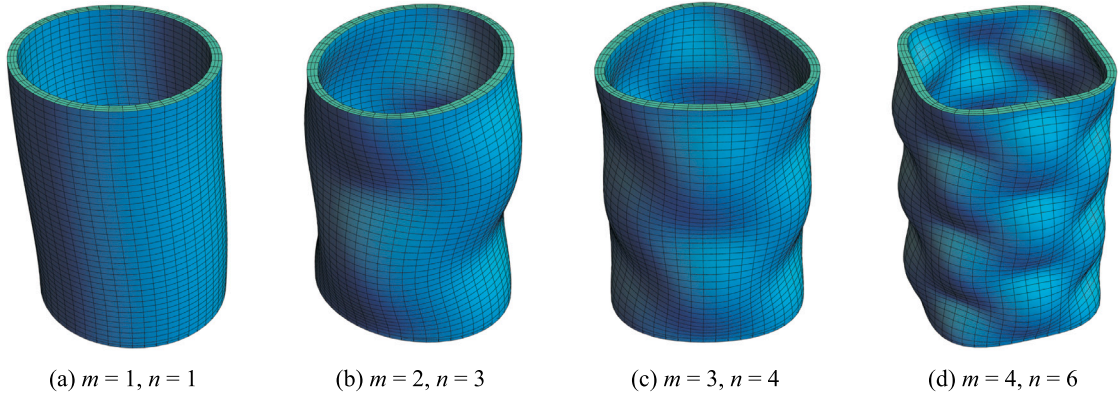 (a) m = 1, n = 1
(b) m = 2, n = 3
(c) m = 3, n = 4
(d) m = 4, n = 6